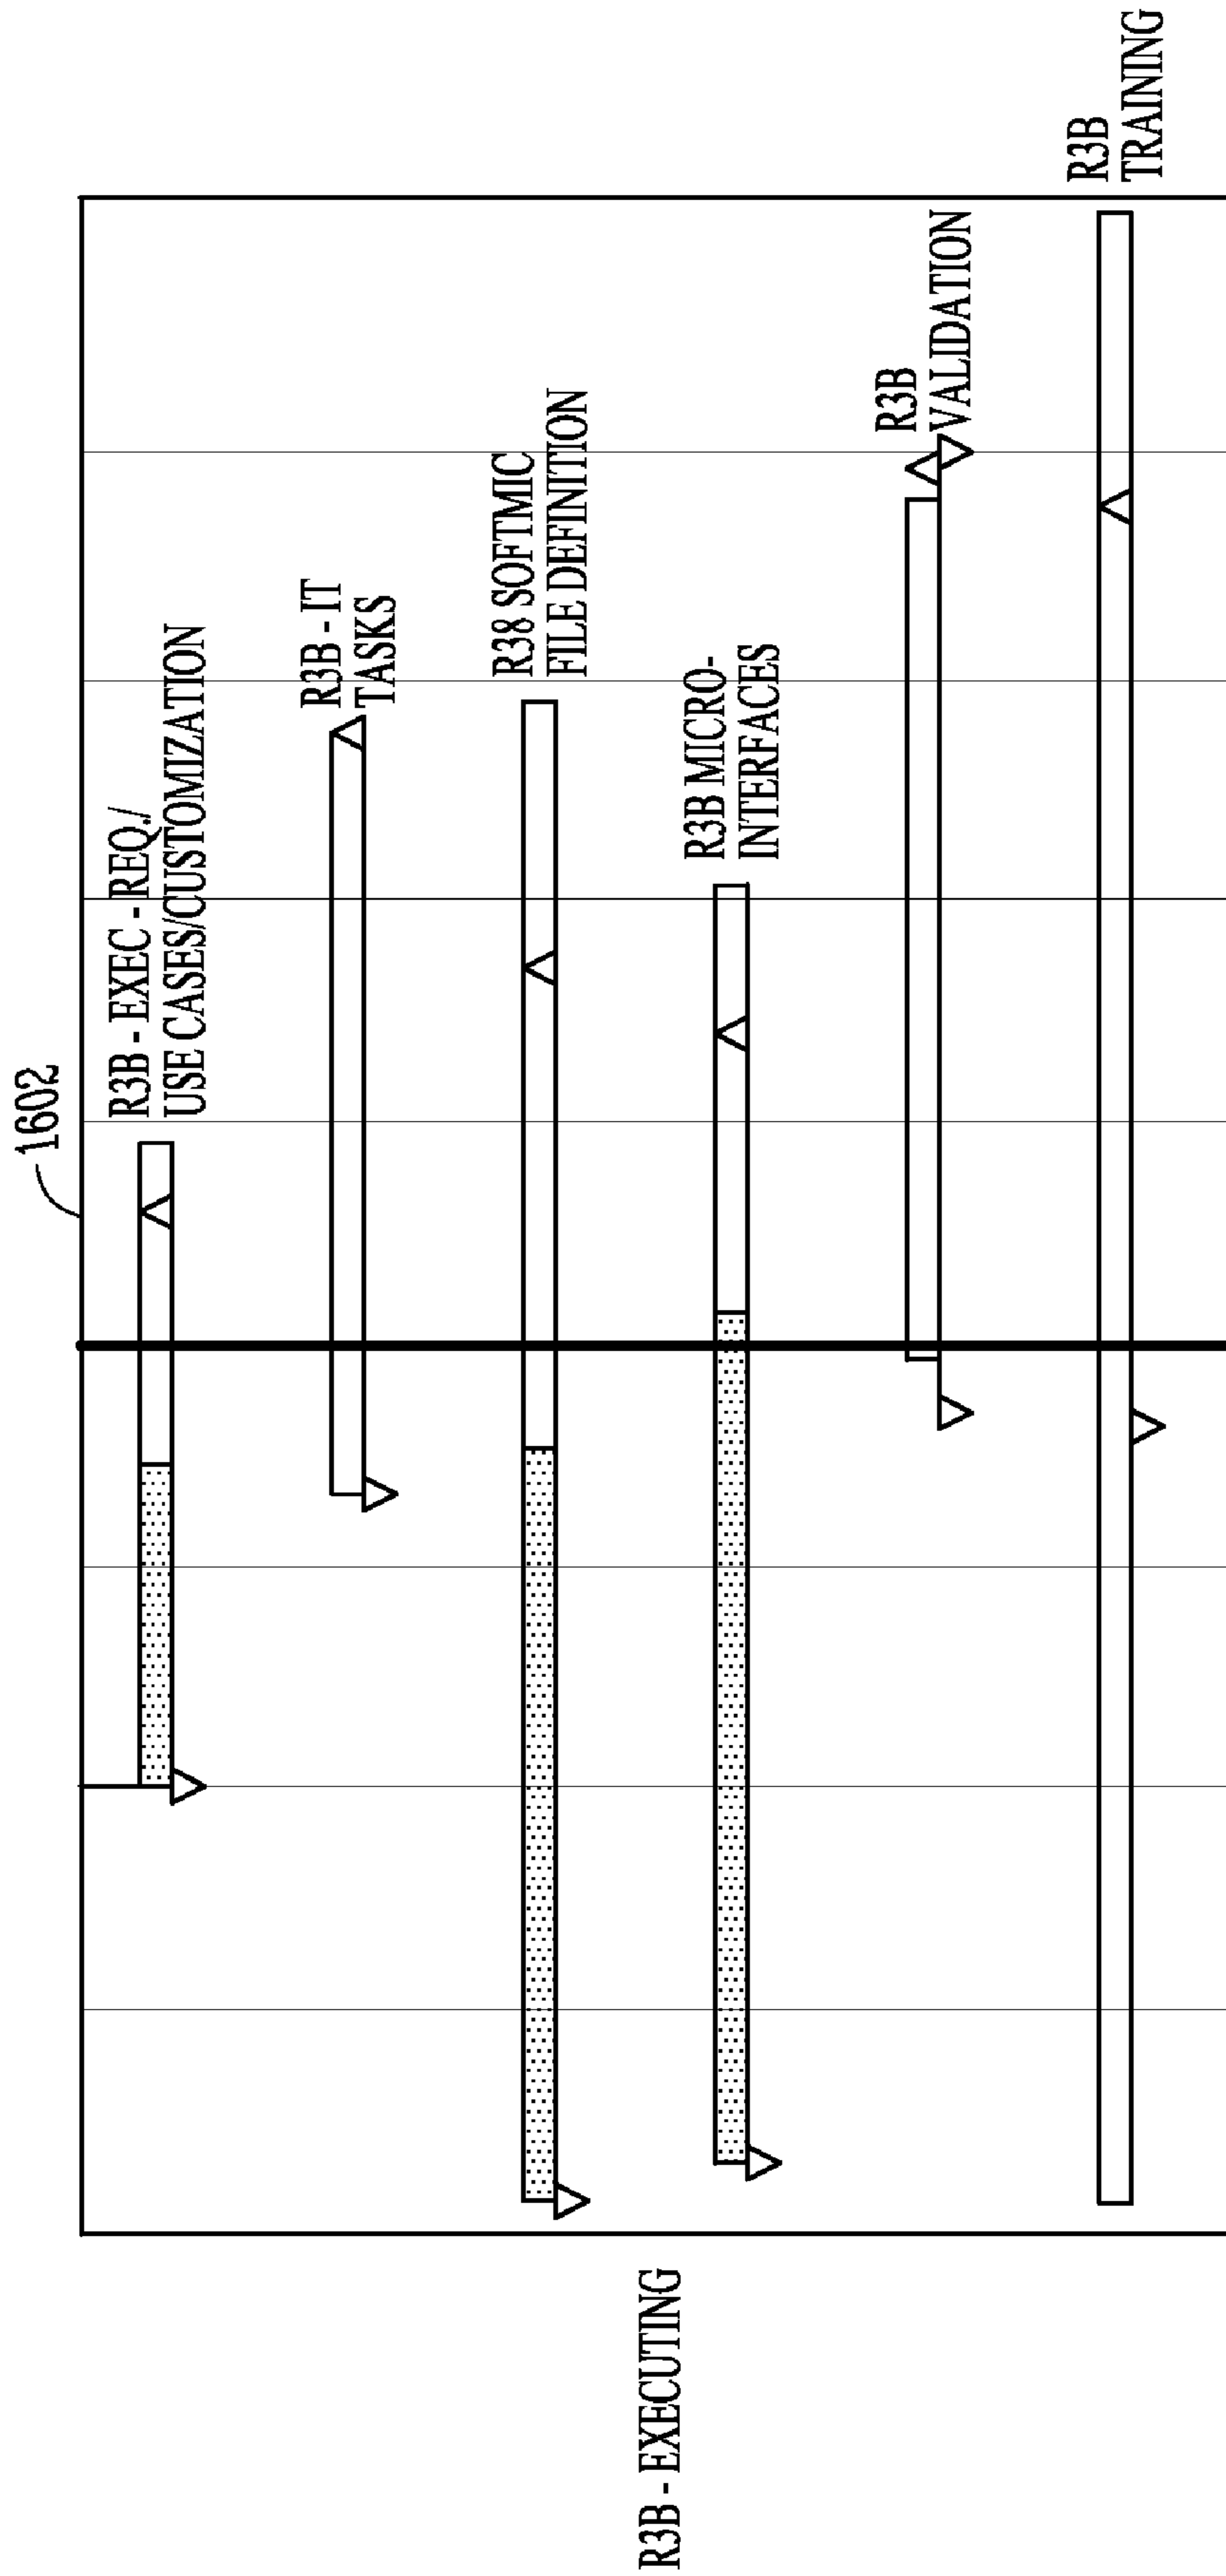 1602
R3B - EXEC - REQ./
USE CASES/CUSTOMIZATION
R3B - IT
TASKS
R38 SOFTMIC
FILE DEFINITION
R3B MICRO-
INTERFACES
R3B - EXECUTING
R3B
VALIDATION
R3B
TRAINING